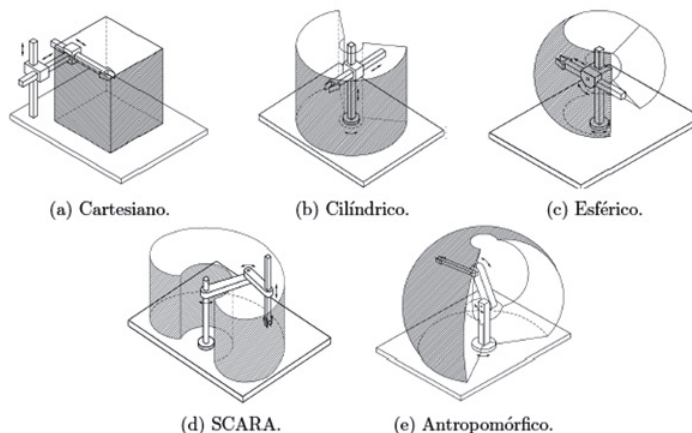 (a) Cartesiano.
(b) Cilíndrico.
(c) Esférico.
(d) SCARA.
(e) Antropomórfico.